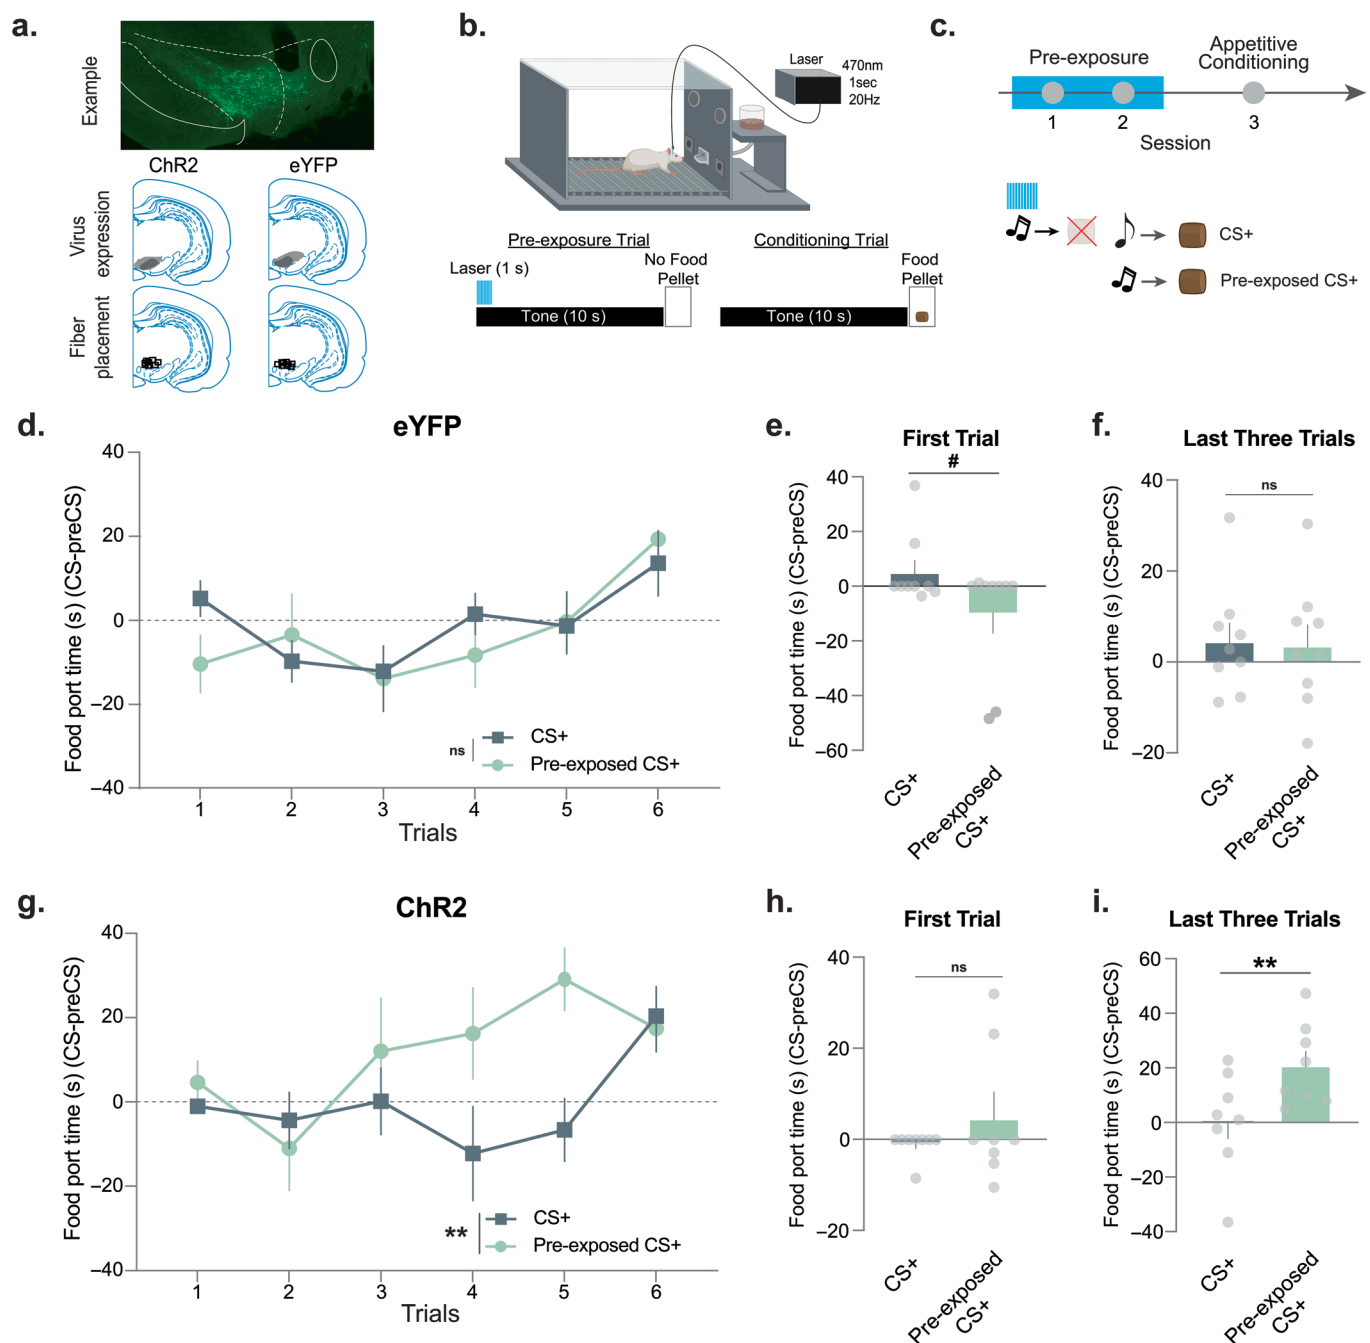 a.
Example
ChR2
eYFP
Virus
expression
Fiber
placement
b.
Laser
470nm
1sec
20Hz
Pre-exposure Trial
Laser (1 s)
No Food
Pellet
Tone (10 s)
Conditioning Trial
Food
Pellet
Tone (10 s)
c.
Pre-exposure
Appetitive
Conditioning
1
2
3
Session
CS+
Pre-exposed CS+
d.
eYFP
Food port time (s) (CS-preCS)
40
20
0
–20
–40
ns
CS+
Pre-exposed CS+
1
2
3
4
5
6
Trials
e.
First Trial
#
Food port time (s) (CS-preCS)
40
20
0
–20
–40
–60
CS+
Pre-exposed
CS+
f.
Last Three Trials
ns
Food port time (s) (CS-preCS)
40
20
0
–20
CS+
Pre-exposed
CS+
g.
ChR2
Food port time (s) (CS-preCS)
40
20
0
–20
–40
**
CS+
Pre-exposed CS+
1
2
3
4
5
6
Trials
h.
First Trial
ns
Food port time (s) (CS-preCS)
40
20
0
–20
CS+
Pre-exposed
CS+
i.
Last Three Trials
**
Food port time (s) (CS-preCS)
60
40
20
0
–20
–40
CS+
Pre-exposed
CS+